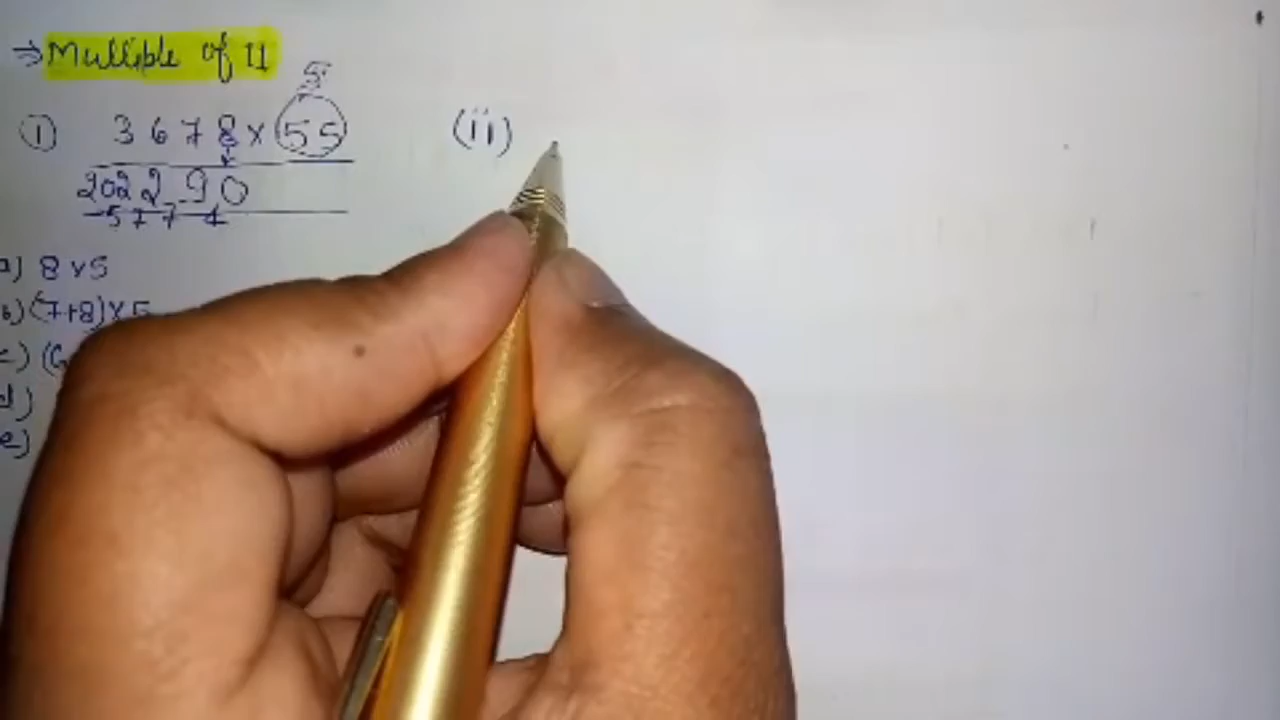 ⇒ Multiple of 11
5
① 3 6 7 8 × 55
202290
5 7 7 4
a) 8 × 5
b) (7+8) × 5
c) (6
d)
e)
(ii)